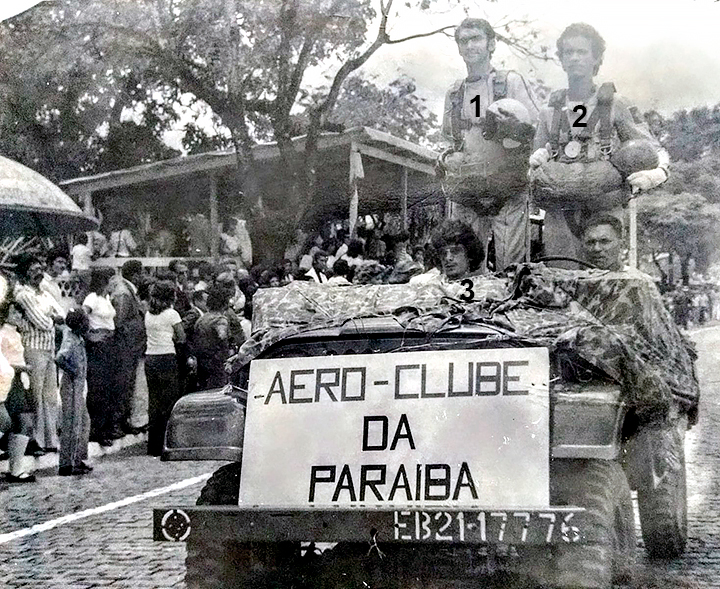 1
2
3
-AERO-CLUBE
DA
PARAIBA
EB21-17776